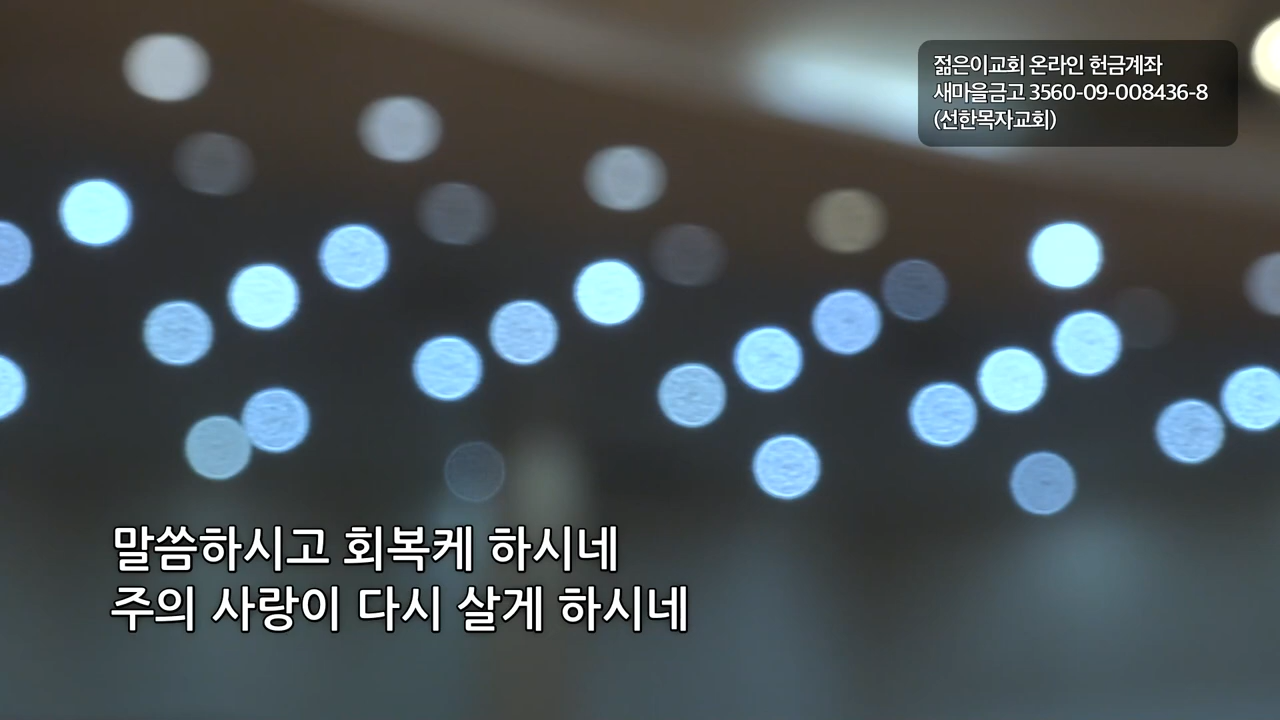 젊은이교회 온라인 헌금계좌
새마을금고 3560-09-008436-8
(선한목자교회)
말씀하시고 회복케 하시네
주의 사랑이 다시 살게 하시네